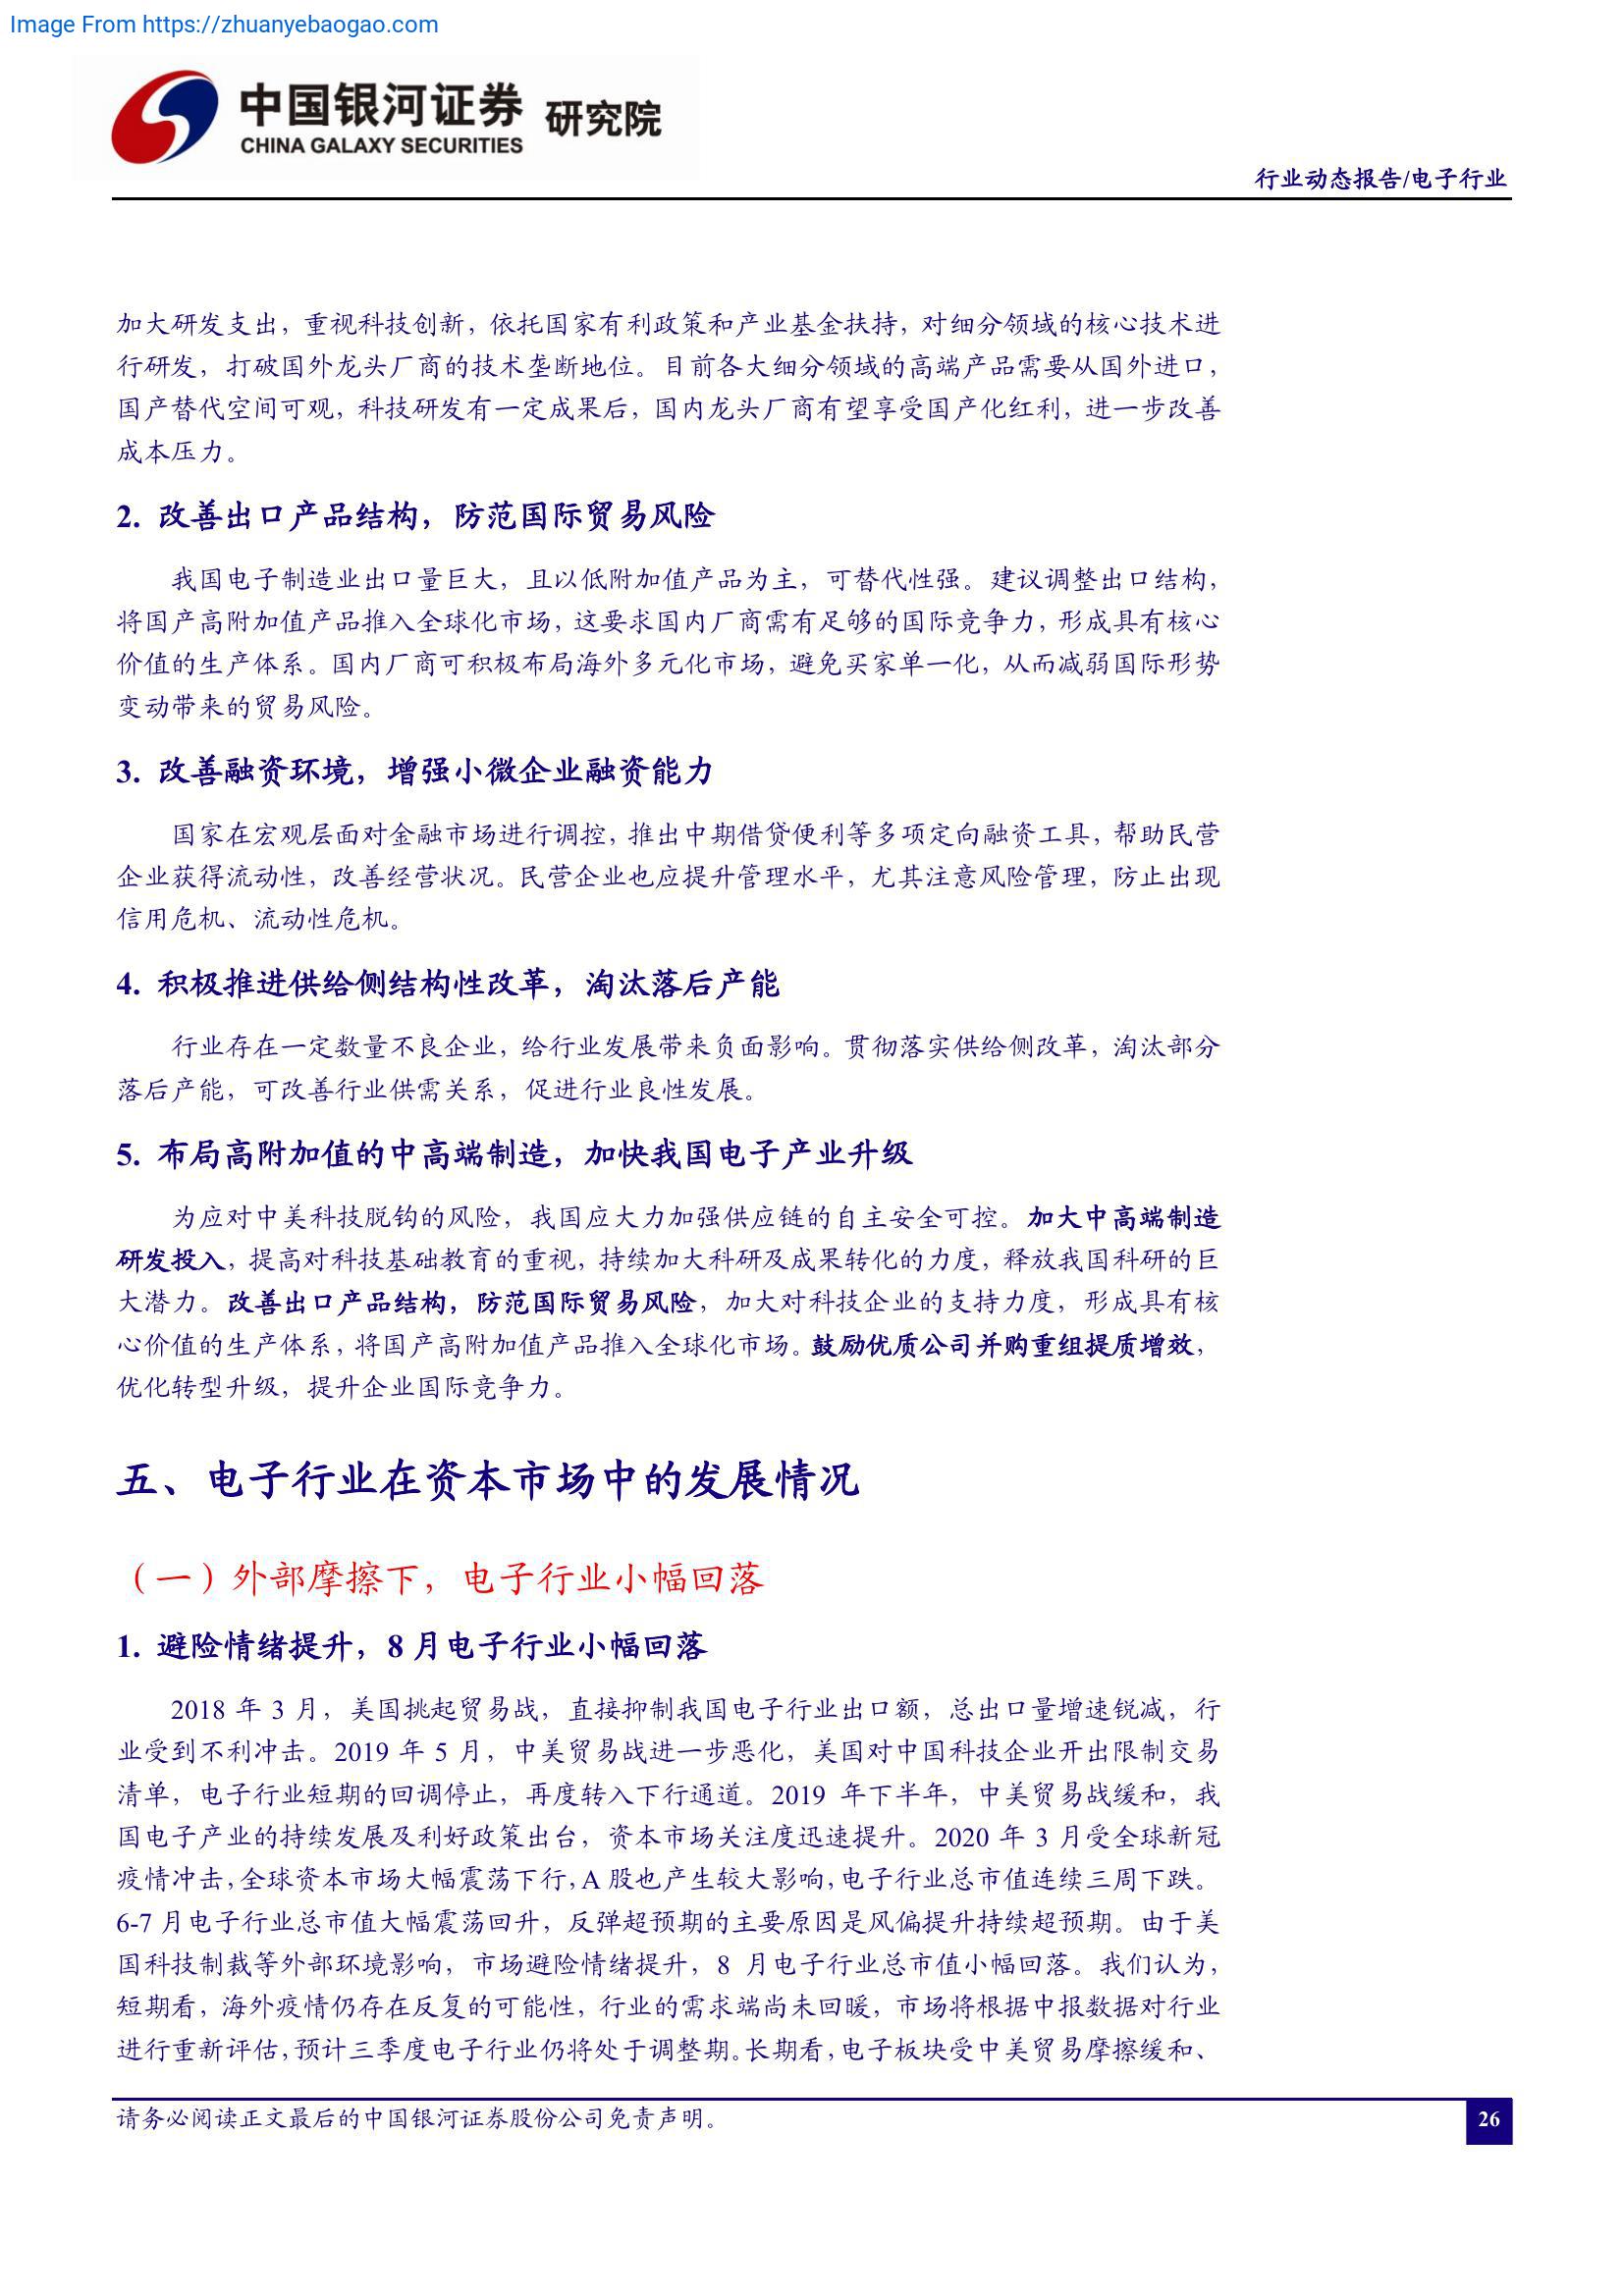 Image From https://zhuanyebaogao.com
中国银河证券 研究院
CHINA GALAXY SECURITIES
行业动态报告/电子行业
加大研发支出，重视科技创新，依托国家有利政策和产业基金扶持，对细分领域的核心技术进
行研发，打破国外龙头厂商的技术垄断地位。目前各大细分领域的高端产品需要从国外进口，
国产替代空间可观，科技研发有一定成果后，国内龙头厂商有望享受国产化红利，进一步改善
成本压力。
2. 改善出口产品结构，防范国际贸易风险
我国电子制造业出口量巨大，且以低附加值产品为主，可替代性强。建议调整出口结构，
将国产高附加值产品推入全球化市场，这要求国内厂商需有足够的国际竞争力，形成具有核心
价值的生产体系。国内厂商可积极布局海外多元化市场，避免买家单一化，从而减弱国际形势
变动带来的贸易风险。
3. 改善融资环境，增强小微企业融资能力
国家在宏观层面对金融市场进行调控，推出中期借贷便利等多项定向融资工具，帮助民营
企业获得流动性，改善经营状况。民营企业也应提升管理水平，尤其注意风险管理，防止出现
信用危机、流动性危机。
4. 积极推进供给侧结构性改革，淘汰落后产能
行业存在一定数量不良企业，给行业发展带来负面影响。贯彻落实供给侧改革，淘汰部分
落后产能，可改善行业供需关系，促进行业良性发展。
5. 布局高附加值的中高端制造，加快我国电子产业升级
为应对中美科技脱钩的风险，我国应大力加强供应链的自主安全可控。加大中高端制造
研发投入，提高对科技基础教育的重视，持续加大科研及成果转化的力度，释放我国科研的巨
大潜力。改善出口产品结构，防范国际贸易风险，加大对科技企业的支持力度，形成具有核
心价值的生产体系，将国产高附加值产品推入全球化市场。鼓励优质公司并购重组提质增效，
优化转型升级，提升企业国际竞争力。
五、电子行业在资本市场中的发展情况
（一）外部摩擦下，电子行业小幅回落
1. 避险情绪提升，8 月电子行业小幅回落
2018 年 3 月，美国挑起贸易战，直接抑制我国电子行业出口额，总出口量增速锐减，行
业受到不利冲击。2019 年 5 月，中美贸易战进一步恶化，美国对中国科技企业开出限制交易
清单，电子行业短期的回调停止，再度转入下行通道。2019 年下半年，中美贸易战缓和，我
国电子产业的持续发展及利好政策出台，资本市场关注度迅速提升。2020 年 3 月受全球新冠
疫情冲击，全球资本市场大幅震荡下行，A 股也产生较大影响，电子行业总市值连续三周下跌。
6-7 月电子行业总市值大幅震荡回升，反弹超预期的主要原因是风偏提升持续超预期。由于美
国科技制裁等外部环境影响，市场避险情绪提升，8 月电子行业总市值小幅回落。我们认为，
短期看，海外疫情仍存在反复的可能性，行业的需求端尚未回暖，市场将根据中报数据对行业
进行重新评估，预计三季度电子行业仍将处于调整期。长期看，电子板块受中美贸易摩擦缓和、
请务必阅读正文最后的中国银河证券股份公司免责声明。
26